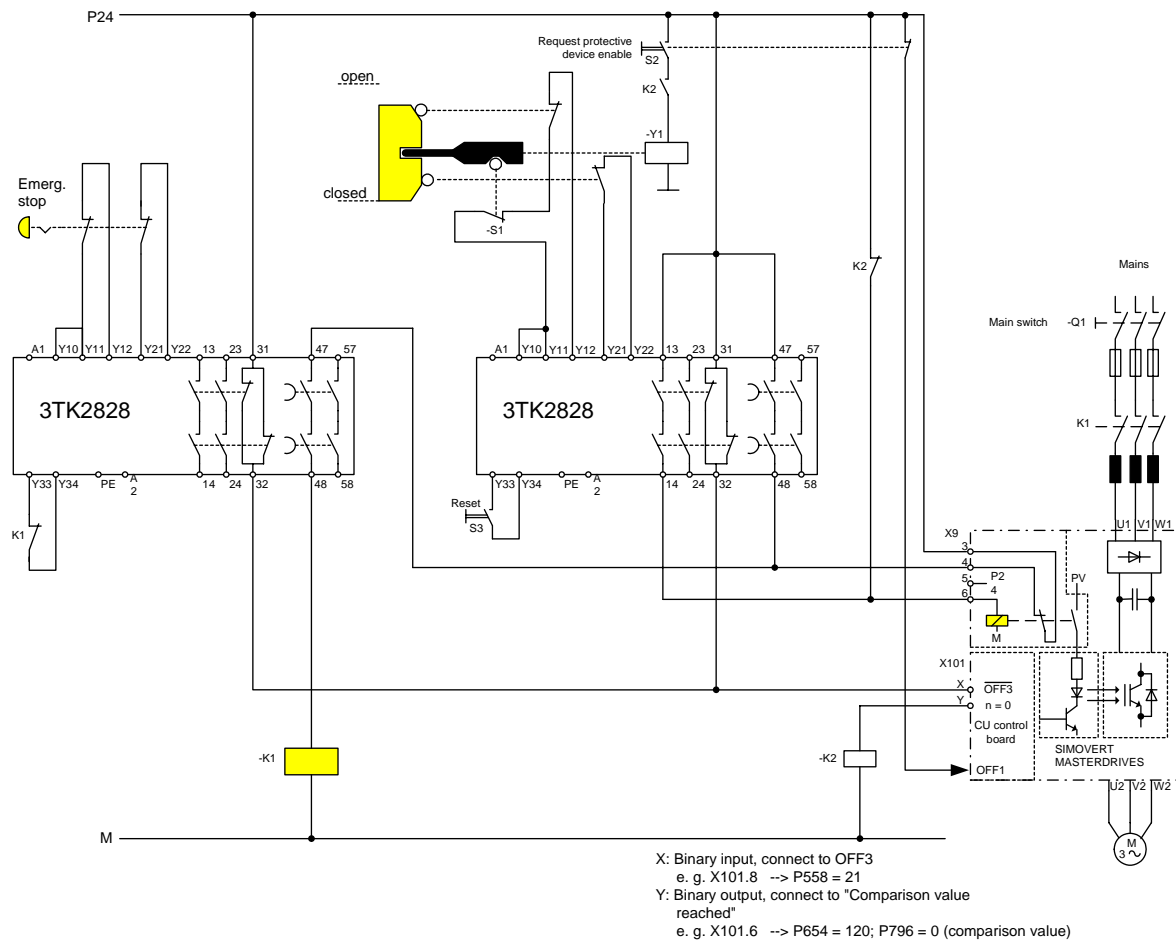 P24
Request protective
device enable
S2
open
K2
-Y1
closed
-S1
Emerg.
stop
K2
Mains
Main switch
-Q1
A1 Y10 Y11 Y12 Y21 Y22 13 23 31 47 57
A1 Y10 Y11 Y12 Y21 Y22 13 23 31 47 57
3TK2828
3TK2828
K1
Y33 Y34 PE A 2 14 24 32 48 58
Y33 Y34 PE A 2 14 24 32 48 58
K1
Reset
S3
U1 V1 W1
X9
3
4
5
P2
4
6
PV
M
X101
X
OFF3
Y
n = 0
CU control
board
OFF1
SIMOVERT
MASTERDRIVES
-K1
-K2
U2 V2 W2
M
3
M
X: Binary input, connect to OFF3
e. g. X101.8 --> P558 = 21
Y: Binary output, connect to "Comparison value
reached"
e. g. X101.6 --> P654 = 120; P796 = 0 (comparison value)